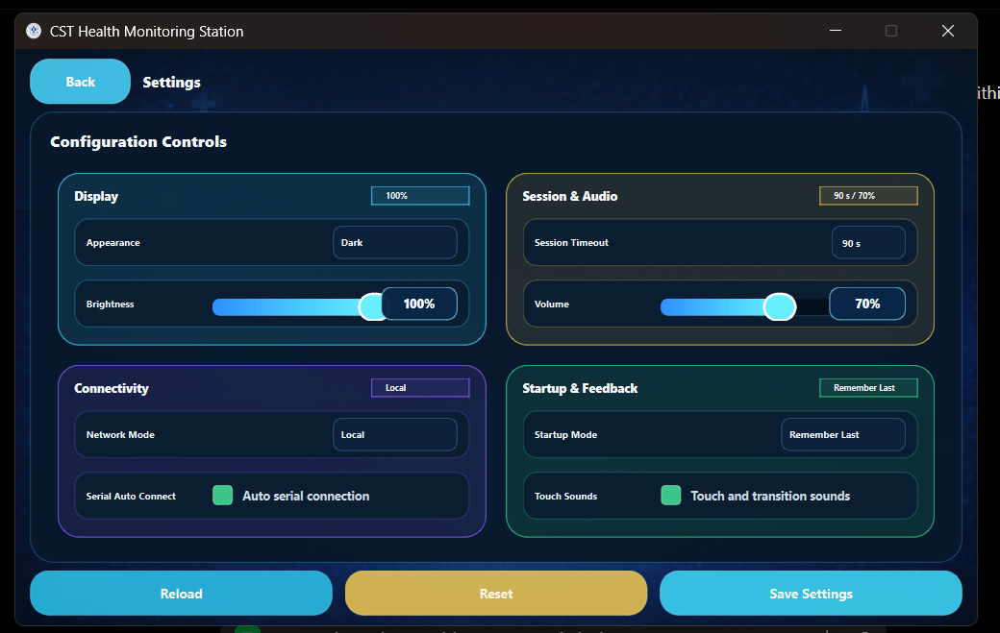 CST Health Monitoring Station
Back
Settings
ithi
Configuration Controls
Display
100%
Appearance
Dark
Brightness
100%
Session & Audio
90 s / 70%
Session Timeout
90 s
Volume
70%
Connectivity
Local
Network Mode
Local
Serial Auto Connect
Auto serial connection
Startup & Feedback
Remember Last
Startup Mode
Remember Last
Touch Sounds
Touch and transition sounds
Reload
Reset
Save Settings